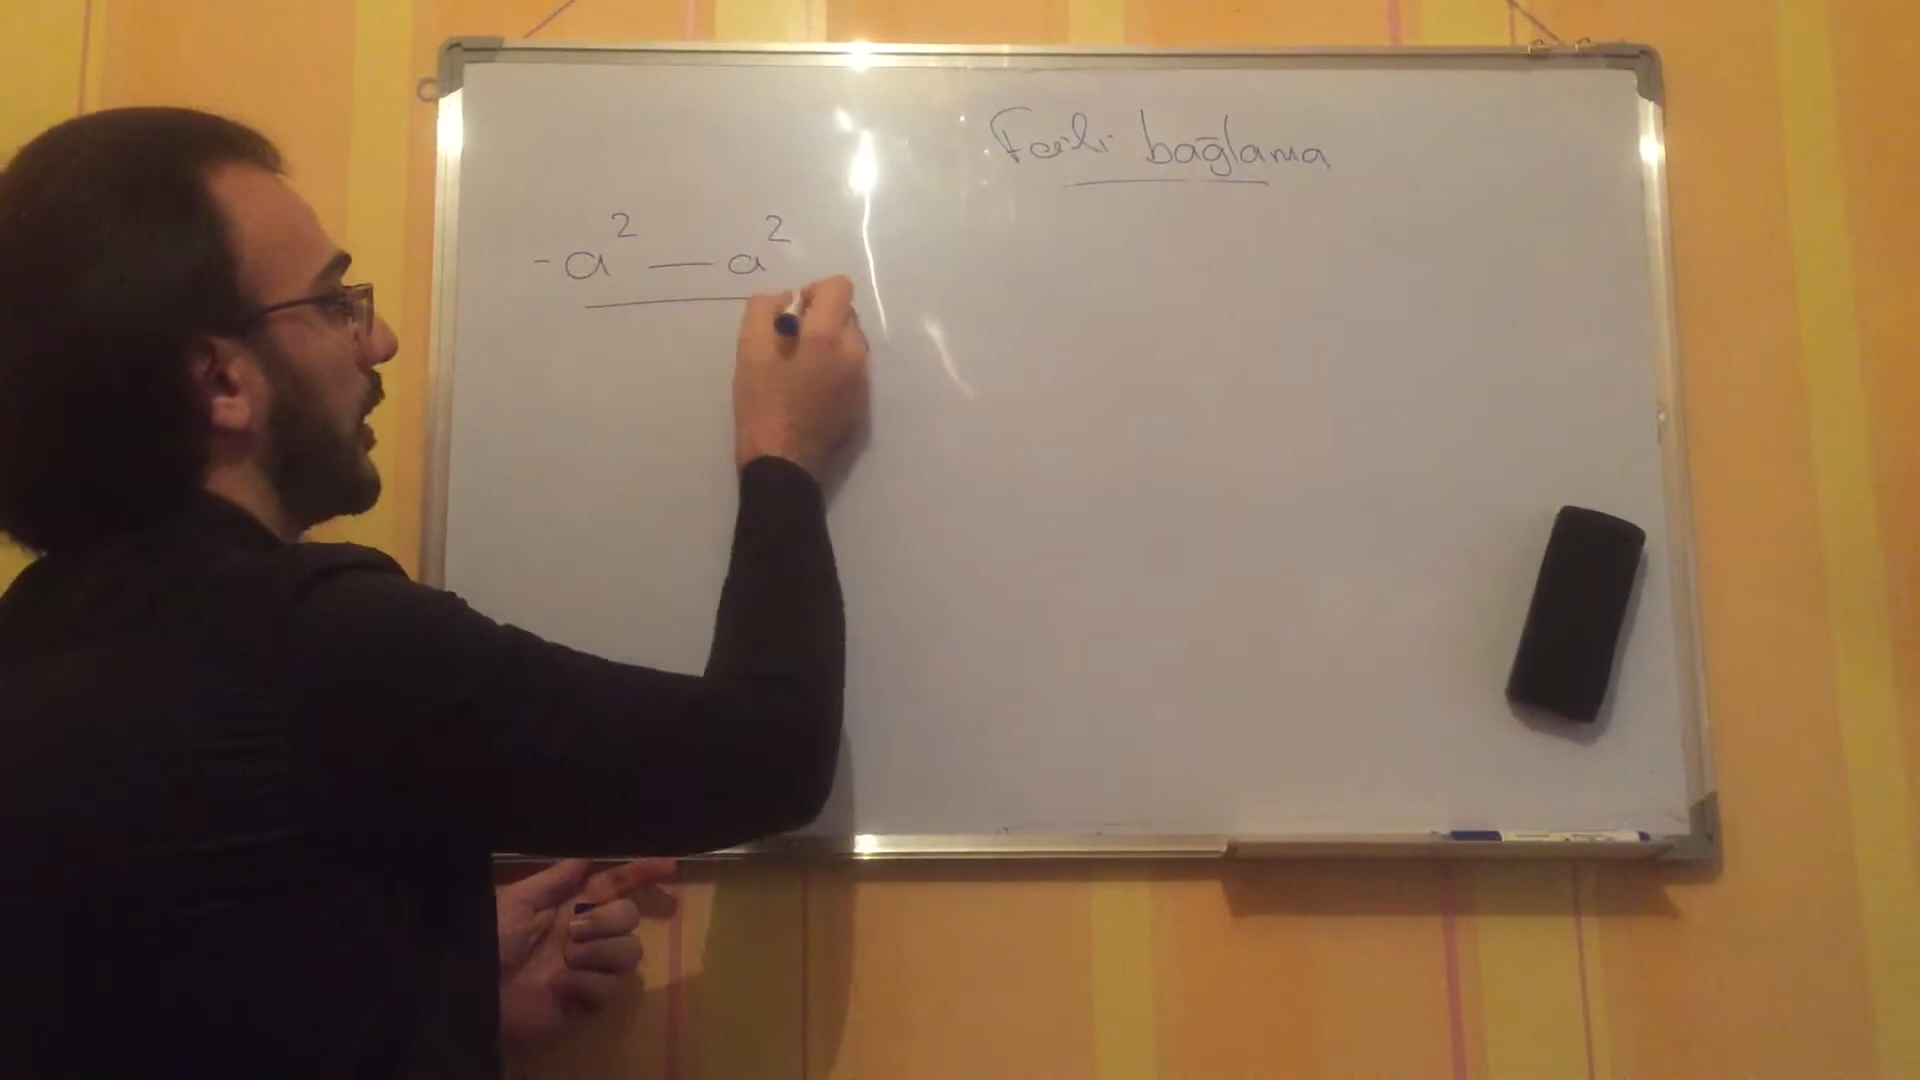 Feili bağlama
-a² — a²